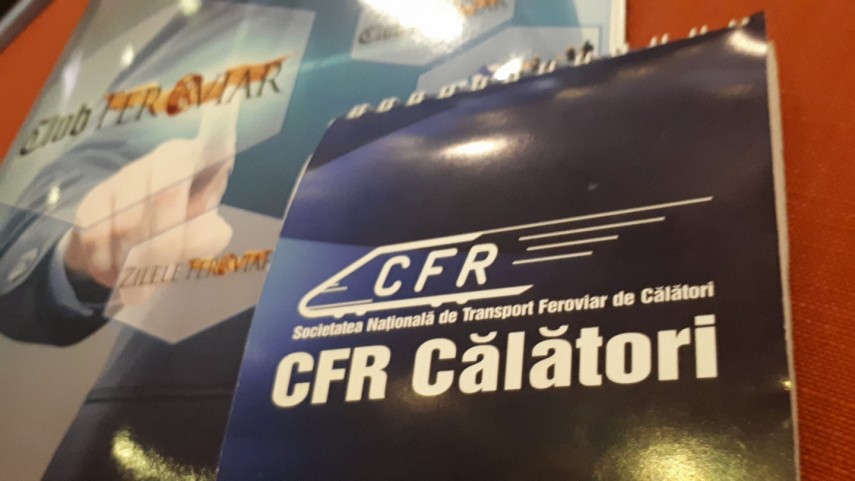 Club FEROVIAR
ZILELE FEROVIAR
CFR
Societatea Națională de Transport Feroviar de Călători
CFR Călători